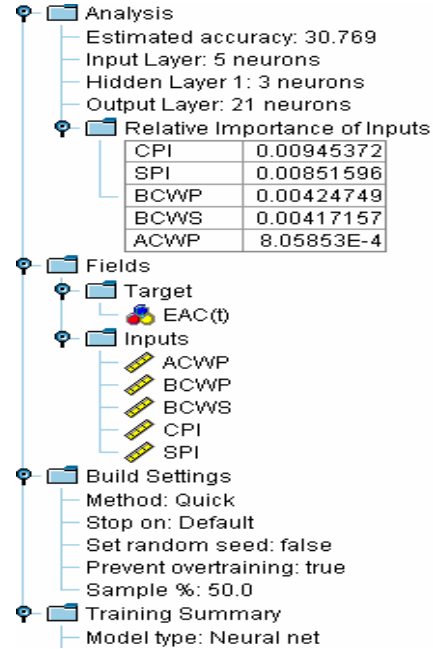 Analysis
Estimated accuracy: 30.769
Input Layer: 5 neurons
Hidden Layer 1: 3 neurons
Output Layer: 21 neurons
Relative Importance of Inputs
CPI 0.00945372
SPI 0.00851596
BCWP 0.00424749
BCWS 0.00417157
ACWP 8.05853E-4
Fields
Target
EAC(t)
Inputs
ACWP
BCWP
BCWS
CPI
SPI
Build Settings
Method: Quick
Stop on: Default
Set random seed: false
Prevent overtraining: true
Sample %: 50.0
Training Summary
Model type: Neural net